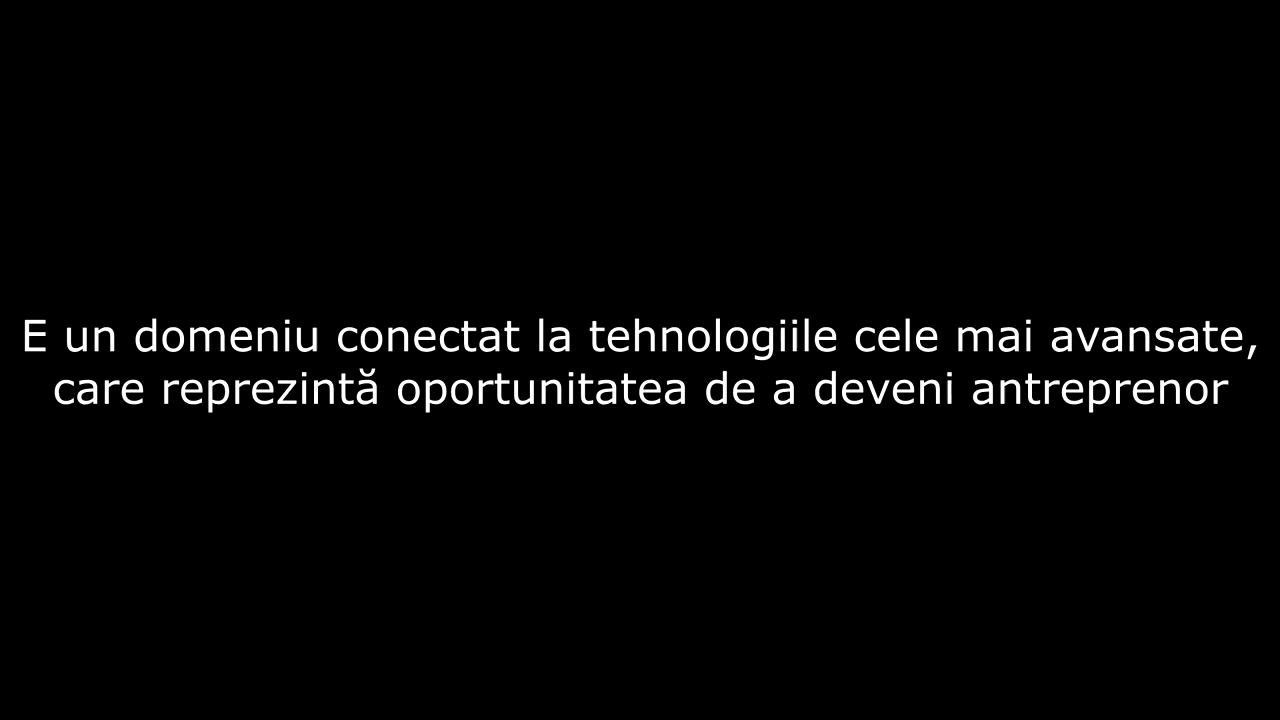 E un domeniu conectat la tehnologiile cele mai avansate,
care reprezintă oportunitatea de a deveni antreprenor